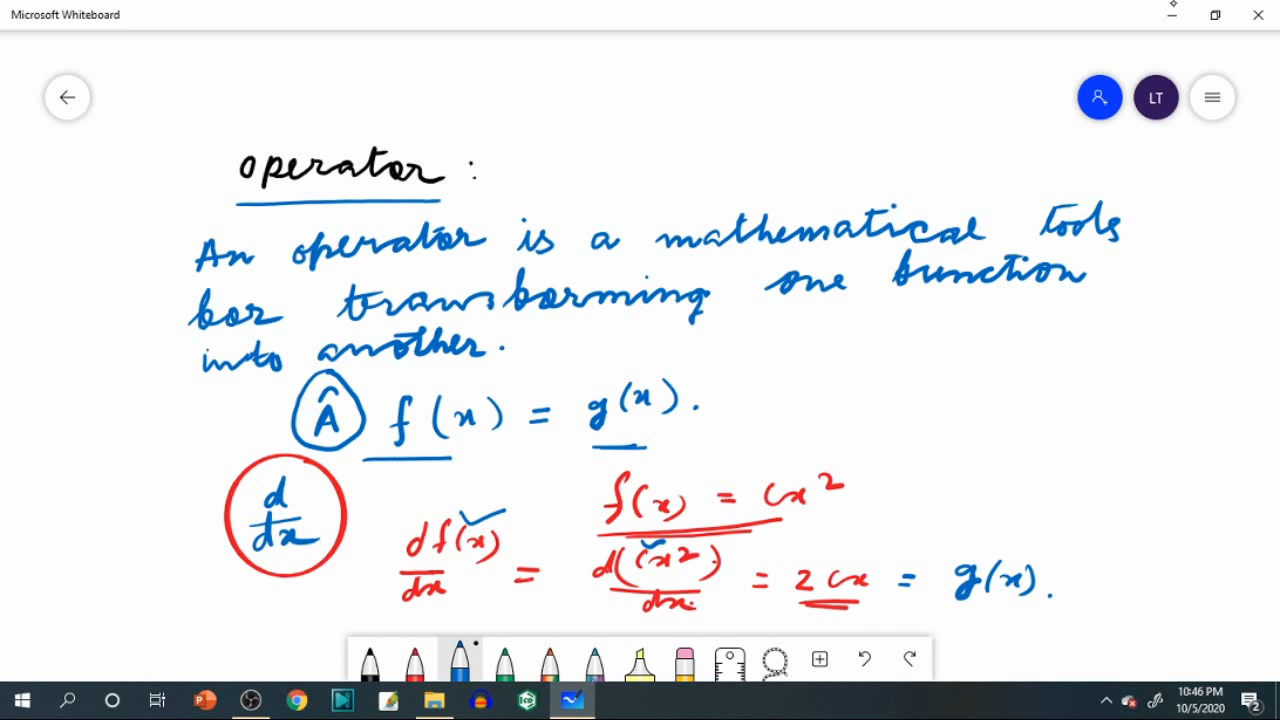 Microsoft Whiteboard
LT
operator :
An operator is a mathematical tools
for transforming one function
into another.
Â f(x) = g(x).
d/dx
f(x) = cx²
df(x)/dx = d(cx²)/dx = 2cx = g(x).
10:46 PM
10/5/2020
2